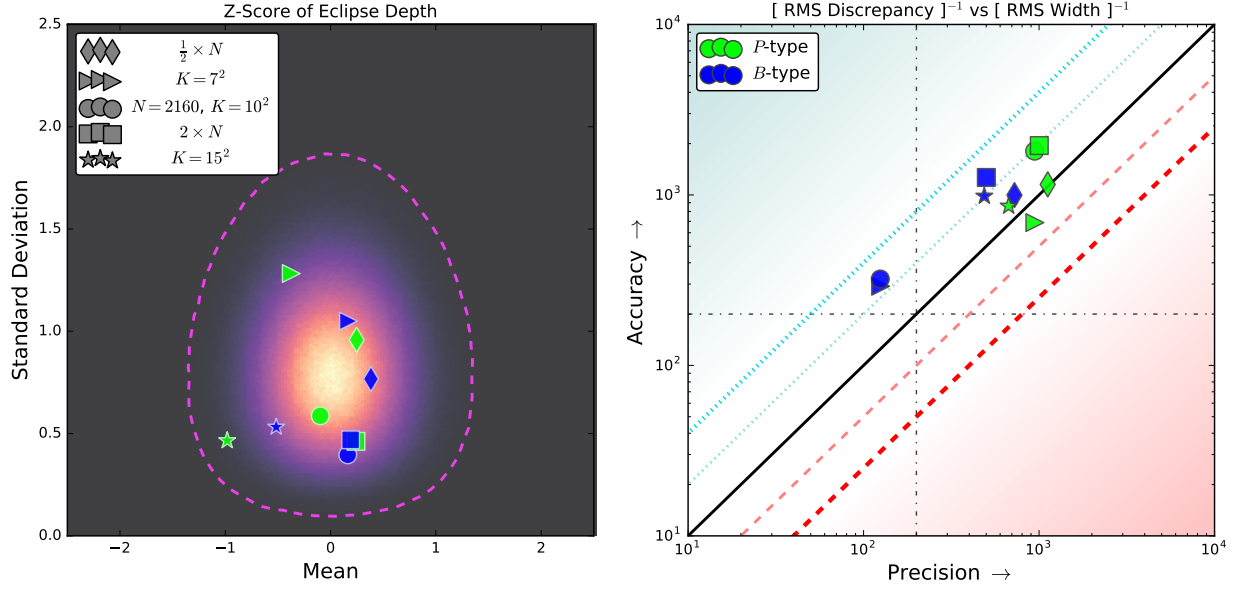 Z-Score of Eclipse Depth
2.5
2.0
1.5
1.0
0.5
0.0
Standard Deviation
½ × N
K = 7²
N = 2160, K = 10²
2 × N
K = 15²
−2
−1
0
1
2
Mean
[ RMS Discrepancy ]⁻¹ vs [ RMS Width ]⁻¹
10⁴
10³
10²
10¹
Accuracy →
P-type
B-type
10¹
10²
10³
10⁴
Precision →